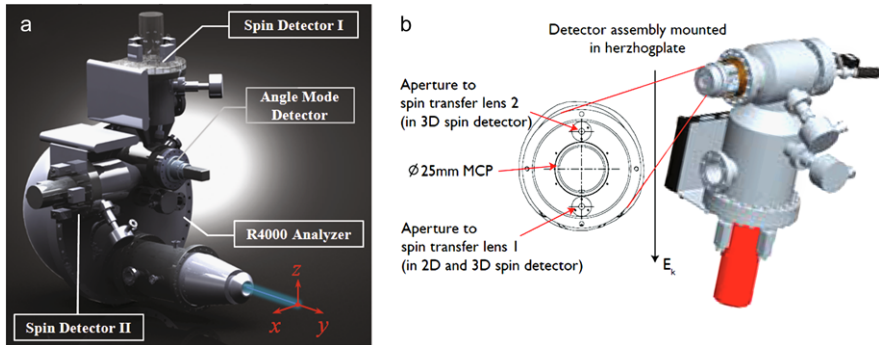 a
Spin Detector I
Angle Mode
Detector
R4000 Analyzer
Spin Detector II
z
x
y
b
Detector assembly mounted
in herzhogplate
Aperture to
spin transfer lens 2
(in 3D spin detector)
Ø25mm MCP
Aperture to
spin transfer lens 1
(in 2D and 3D spin detector)
E_k